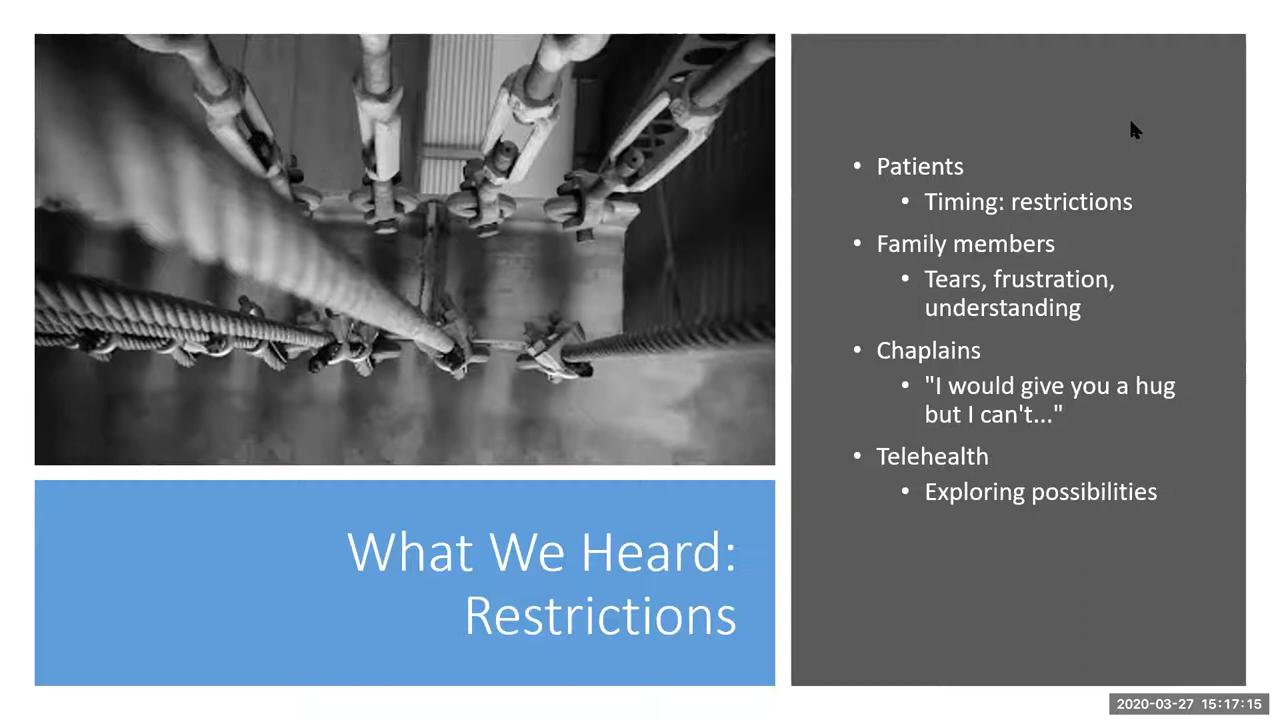 What We Heard:
Restrictions
• Patients
• Timing: restrictions
• Family members
• Tears, frustration,
understanding
• Chaplains
• "I would give you a hug
but I can't..."
• Telehealth
• Exploring possibilities
2020-03-27 15:17:15